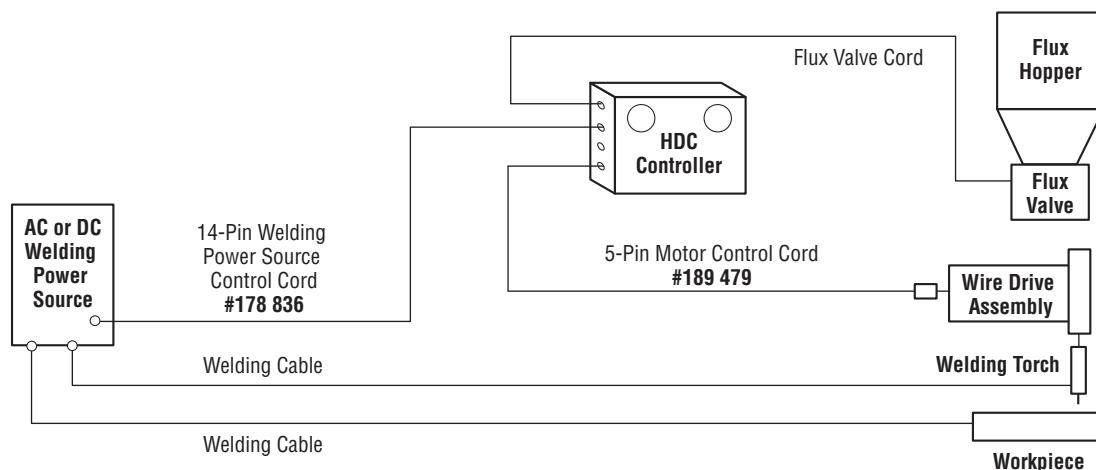 Flux Valve Cord
Flux
Hopper
HDC
Controller
Flux
Valve
AC or DC
Welding
Power
Source
14-Pin Welding
Power Source
Control Cord
#178 836
5-Pin Motor Control Cord
#189 479
Wire Drive
Assembly
Welding Cable
Welding Torch
Welding Cable
Workpiece